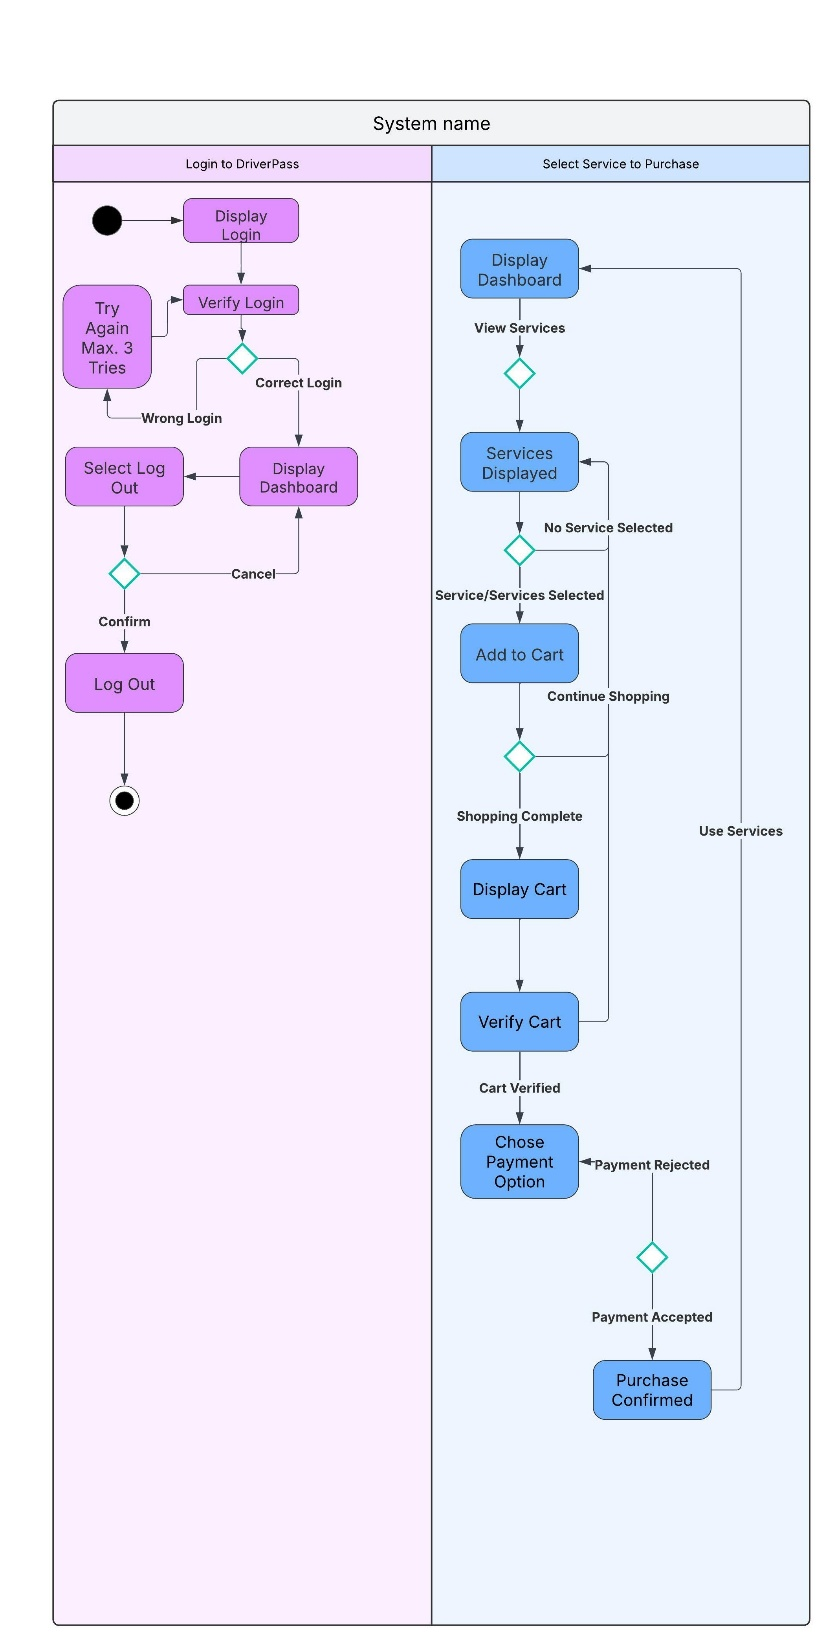 System name
Login to DriverPass
Select Service to Purchase
Display
Login
Verify Login
Try
Again
Max. 3
Tries
Correct Login
Wrong Login
Select Log
Out
Display
Dashboard
Cancel
Confirm
Log Out
Display
Dashboard
View Services
Services
Displayed
No Service Selected
Service/Services Selected
Add to Cart
Continue Shopping
Shopping Complete
Use Services
Display Cart
Verify Cart
Cart Verified
Chose
Payment
Option
Payment Rejected
Payment Accepted
Purchase
Confirmed